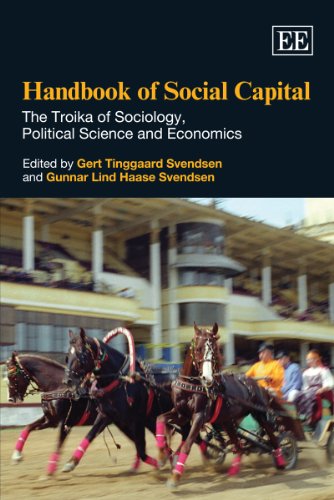 EE
Handbook of Social Capital
The Troika of Sociology,
Political Science and Economics
Edited by Gert Tinggaard Svendsen
and Gunnar Lind Haase Svendsen